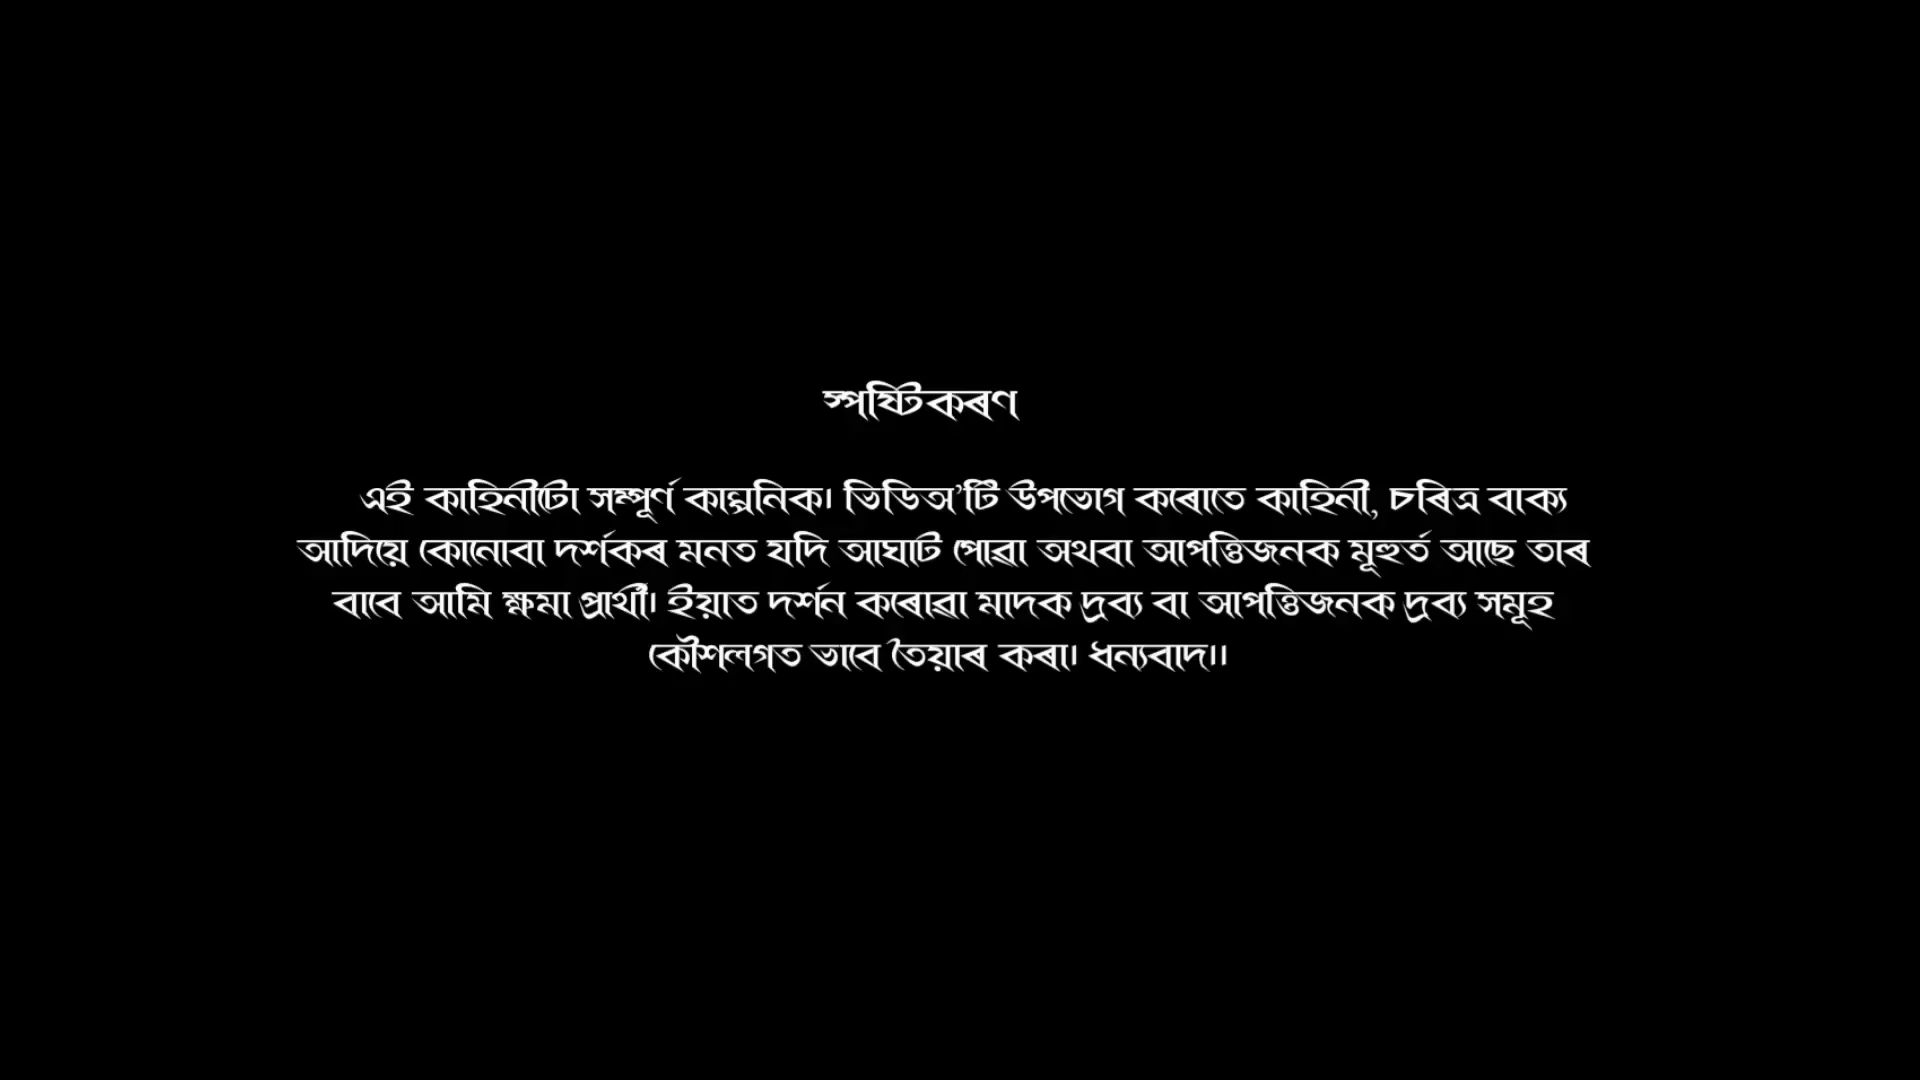 স্পষ্টিকৰণ
এই কাহিনীটো সম্পূৰ্ণ কাল্পনিক। ভিডিঅ’টি উপভোগ কৰোতে কাহিনী, চৰিত্ৰ বাক্য
আদিয়ে কোনোবা দৰ্শকৰ মনত যদি আঘাট পোৱা অথবা আপত্তিজনক মূহুৰ্ত আছে তাৰ
বাবে আমি ক্ষমা প্ৰাৰ্থী। ইয়াত দৰ্শন কৰোৱা মাদক দ্ৰব্য বা আপত্তিজনক দ্ৰব্য সমূহ
কৌশলগত ভাবে তৈয়াৰ কৰা। ধন্যবাদ।।